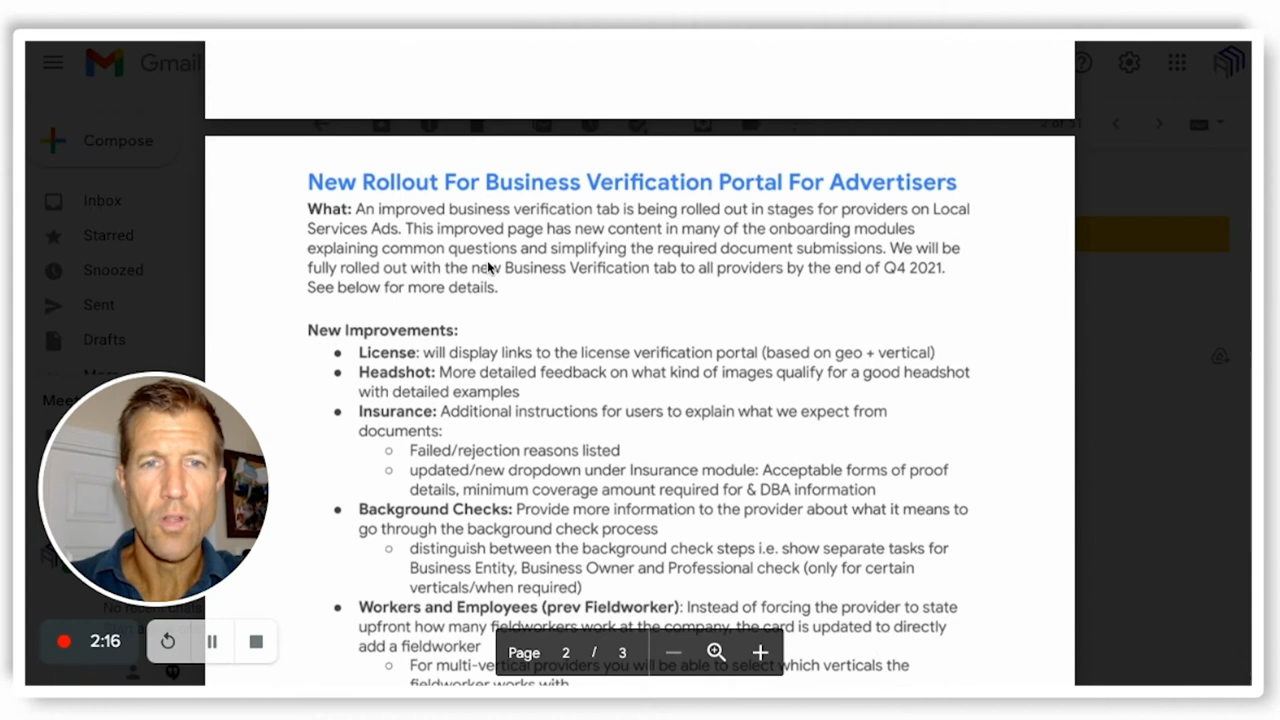 Gmail
Compose
Inbox
Starred
Snoozed
Sent
Drafts
New Rollout For Business Verification Portal For Advertisers
What: An improved business verification tab is being rolled out in stages for providers on Local
Services Ads. This improved page has new content in many of the onboarding modules
explaining common questions and simplifying the required document submissions. We will be
fully rolled out with the new Business Verification tab to all providers by the end of Q4 2021.
See below for more details.
New Improvements:
● License: will display links to the license verification portal (based on geo + vertical)
● Headshot: More detailed feedback on what kind of images qualify for a good headshot
with detailed examples
● Insurance: Additional instructions for users to explain what we expect from
documents:
○ Failed/rejection reasons listed
○ updated/new dropdown under Insurance module: Acceptable forms of proof
details, minimum coverage amount required for & DBA information
● Background Checks: Provide more information to the provider about what it means to
go through the background check process
○ distinguish between the background check steps i.e. show separate tasks for
Business Entity, Business Owner and Professional check (only for certain
verticals/when required)
● Workers and Employees (prev Fieldworker): Instead of forcing the provider to state
upfront how many fieldworkers work at the company, the card is updated to directly
add a fieldworker
○ For multi-vertical providers you will be able to select which verticals the
fieldworker works with
Page 2 / 3
2:16